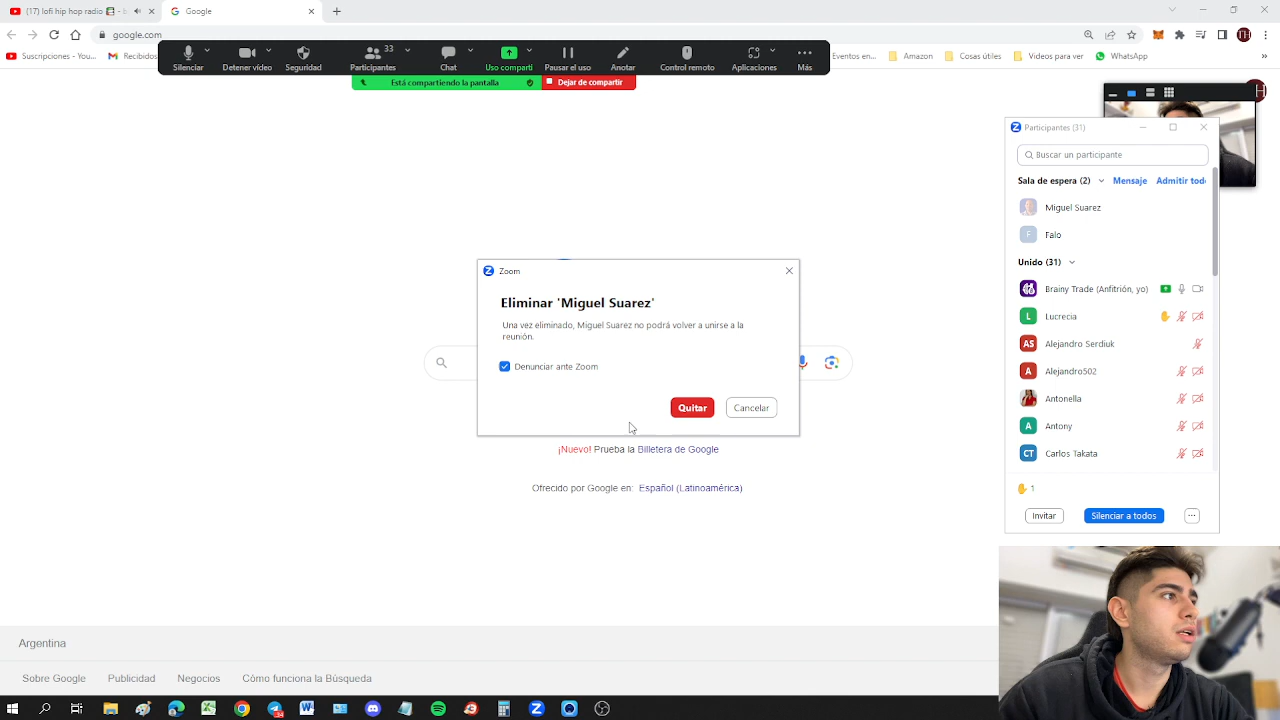 (17) lofi hip hop radio
Google
google.com
Suscripciones - You...
Recibidos
Eventos en...
Amazon
Cosas útiles
Videos para ver
WhatsApp
»
Silenciar
Detener vídeo
Seguridad
33
Participantes
Chat
Uso comparti
Pausar el uso
Anotar
Control remoto
Aplicaciones
Más
Está compartiendo la pantalla
Dejar de compartir
Participantes (31)
Buscar un participante
Sala de espera (2)
Mensaje
Admitir tod
Miguel Suarez
F Falo
Unido (31)
Brainy Trade (Anfitrión, yo)
L Lucrecia
AS Alejandro Serdiuk
A Alejandro502
Antonella
A Antony
CT Carlos Takata
1
Invitar
Silenciar a todos
...
Zoom
Eliminar 'Miguel Suarez'
Una vez eliminado, Miguel Suarez no podrá volver a unirse a la
reunión.
Denunciar ante Zoom
Quitar
Cancelar
¡Nuevo! Prueba la Billetera de Google
Ofrecido por Google en: Español (Latinoamérica)
Argentina
Sobre Google
Publicidad
Negocios
Cómo funciona la Búsqueda